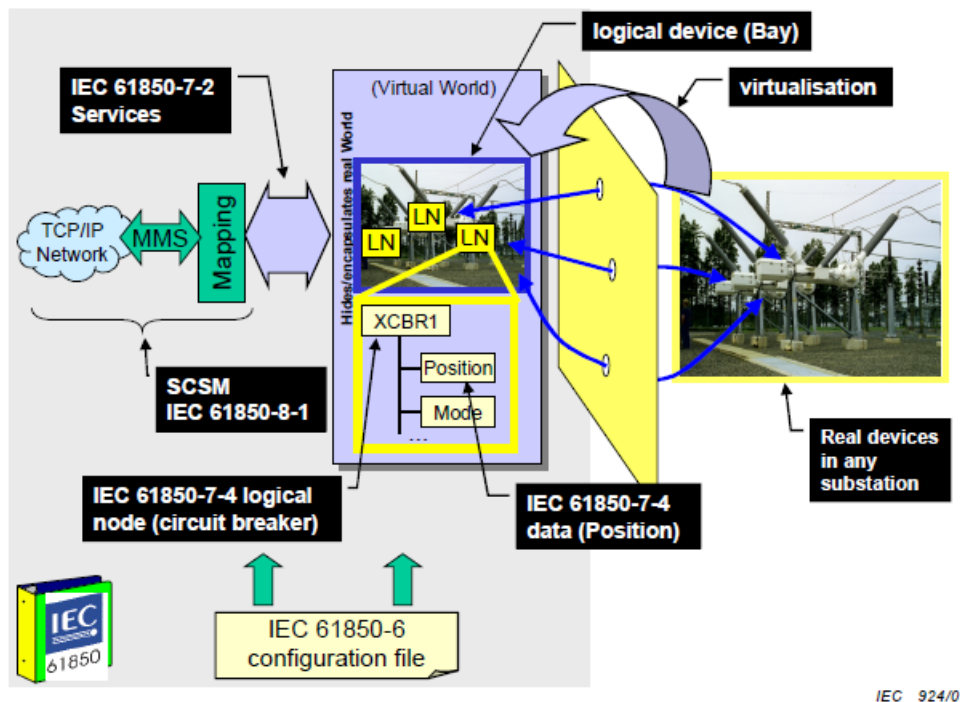 logical device (Bay)
IEC 61850-7-2
Services
(Virtual World)
virtualisation
Hides/encapsulates real World
LN
LN
LN
TCP/IP
Network
MMS
Mapping
XCBR1
Position
Mode
...
SCSM
IEC 61850-8-1
Real devices
in any
substation
IEC 61850-7-4 logical
node (circuit breaker)
IEC 61850-7-4
data (Position)
IEC
61850
IEC 61850-6
configuration file
IEC 924/0